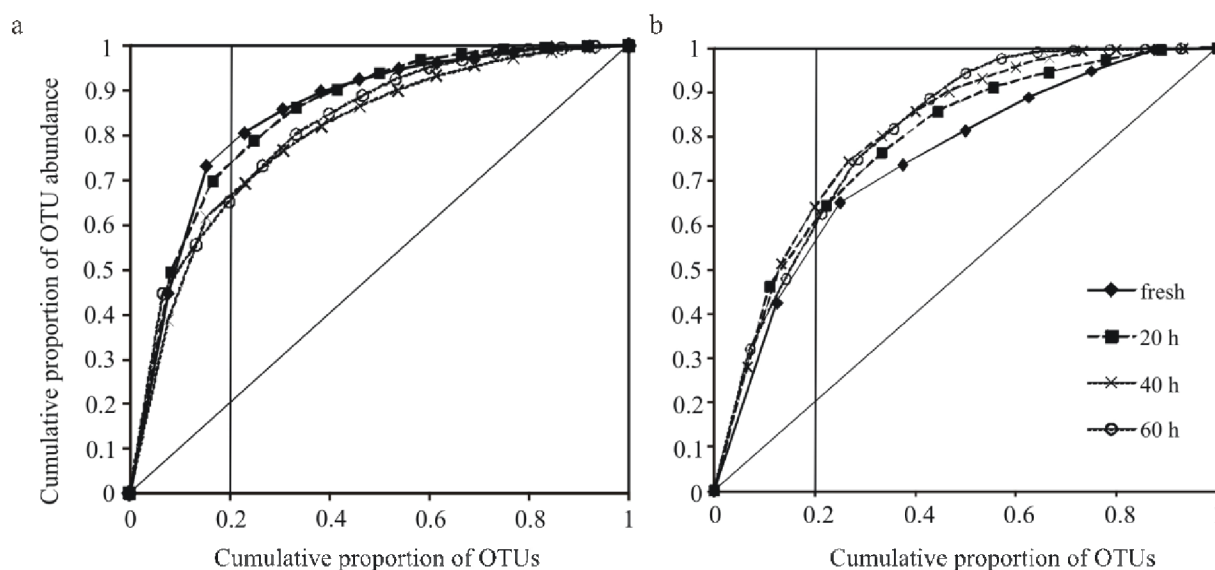 a
b
Cumulative proportion of OTU abundance
1
0.9
0.8
0.7
0.6
0.5
0.4
0.3
0.2
0.1
0
0 0.2 0.4 0.6 0.8 1
Cumulative proportion of OTUs
1
0.9
0.8
0.7
0.6
0.5
0.4
0.3
0.2
0.1
0
0 0.2 0.4 0.6 0.8
Cumulative proportion of OTUs
fresh
20 h
40 h
60 h